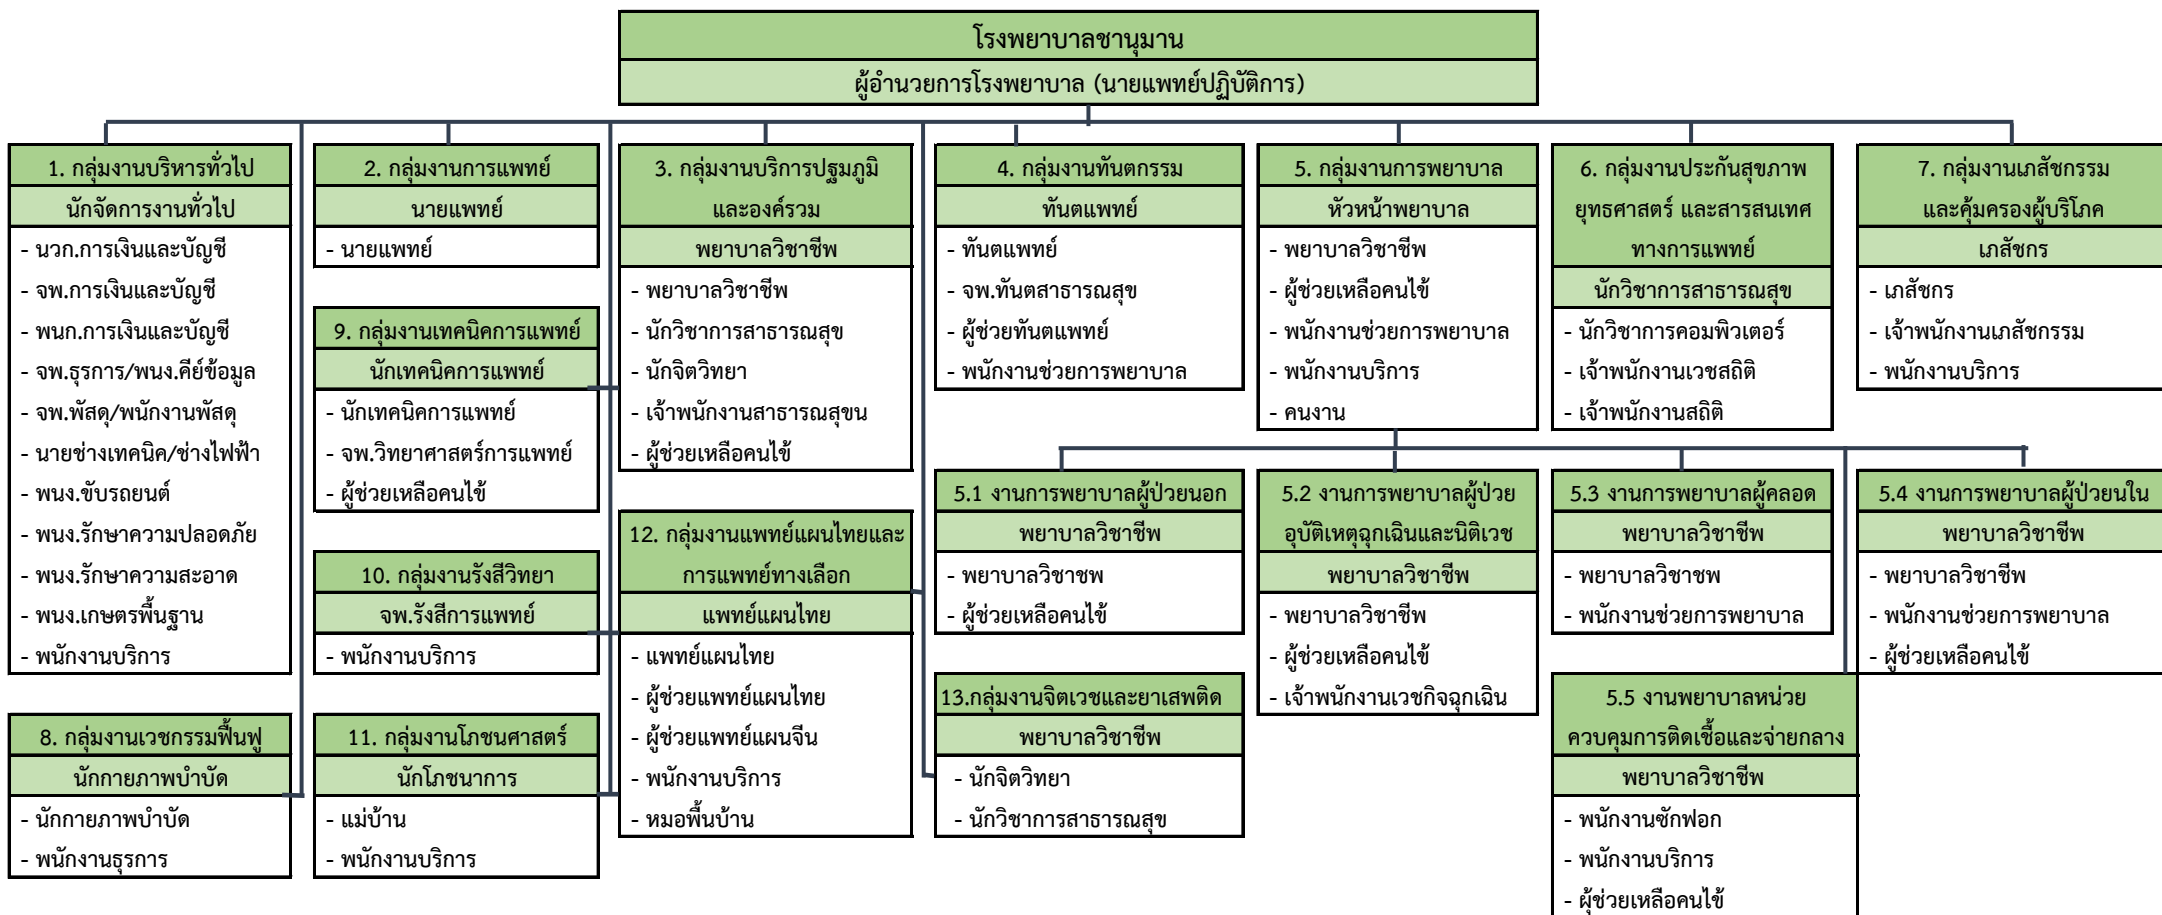 โรงพยาบาลชานุมาน
ผู้อำนวยการโรงพยาบาล (นายแพทย์ปฏิบัติการ)
1. กลุ่มงานบริหารทั่วไป
นักจัดการงานทั่วไป
- นวก.การเงินและบัญชี
- จพ.การเงินและบัญชี
- พนก.การเงินและบัญชี
- จพ.ธุรการ/พนง.คีย์ข้อมูล
- จพ.พัสดุ/พนักงานพัสดุ
- นายช่างเทคนิค/ช่างไฟฟ้า
- พนง.ขับรถยนต์
- พนง.รักษาความปลอดภัย
- พนง.รักษาความสะอาด
- พนง.เกษตรพื้นฐาน
- พนักงานบริการ
2. กลุ่มงานการแพทย์
นายแพทย์
- นายแพทย์
3. กลุ่มงานบริการปฐมภูมิ
และองค์รวม
พยาบาลวิชาชีพ
- พยาบาลวิชาชีพ
- นักวิชาการสาธารณสุข
- นักจิตวิทยา
- เจ้าพนักงานสาธารณสุขน
- ผู้ช่วยเหลือคนไข้
4. กลุ่มงานทันตกรรม
ทันตแพทย์
- ทันตแพทย์
- จพ.ทันตสาธารณสุข
- ผู้ช่วยทันตแพทย์
- พนักงานช่วยการพยาบาล
5. กลุ่มงานการพยาบาล
หัวหน้าพยาบาล
- พยาบาลวิชาชีพ
- ผู้ช่วยเหลือคนไข้
- พนักงานช่วยการพยาบาล
- พนักงานบริการ
- คนงาน
6. กลุ่มงานประกันสุขภาพ
ยุทธศาสตร์ และสารสนเทศ
ทางการแพทย์
นักวิชาการสาธารณสุข
- นักวิชาการคอมพิวเตอร์
- เจ้าพนักงานเวชสถิติ
- เจ้าพนักงานสถิติ
7. กลุ่มงานเภสัชกรรม
และคุ้มครองผู้บริโภค
เภสัชกร
- เภสัชกร
- เจ้าพนักงานเภสัชกรรม
- พนักงานบริการ
9. กลุ่มงานเทคนิคการแพทย์
นักเทคนิคการแพทย์
- นักเทคนิคการแพทย์
- จพ.วิทยาศาสตร์การแพทย์
- ผู้ช่วยเหลือคนไข้
5.1 งานการพยาบาลผู้ป่วยนอก
พยาบาลวิชาชีพ
- พยาบาลวิชาชพ
- ผู้ช่วยเหลือคนไข้
5.2 งานการพยาบาลผู้ป่วย
อุบัติเหตุฉุกเฉินและนิติเวช
พยาบาลวิชาชีพ
- พยาบาลวิชาชีพ
- ผู้ช่วยเหลือคนไข้
- เจ้าพนักงานเวชกิจฉุกเฉิน
5.3 งานการพยาบาลผู้คลอด
พยาบาลวิชาชีพ
- พยาบาลวิชาชพ
- พนักงานช่วยการพยาบาล
5.4 งานการพยาบาลผู้ป่วยนใน
พยาบาลวิชาชีพ
- พยาบาลวิชาชีพ
- พนักงานช่วยการพยาบาล
- ผู้ช่วยเหลือคนไข้
10. กลุ่มงานรังสีวิทยา
จพ.รังสีการแพทย์
- พนักงานบริการ
12. กลุ่มงานแพทย์แผนไทยและ
การแพทย์ทางเลือก
แพทย์แผนไทย
- แพทย์แผนไทย
- ผู้ช่วยแพทย์แผนไทย
- ผู้ช่วยแพทย์แผนจีน
- พนักงานบริการ
- หมอพื้นบ้าน
13.กลุ่มงานจิตเวชและยาเสพติด
พยาบาลวิชาชีพ
- นักจิตวิทยา
- นักวิชาการสาธารณสุข
5.5 งานพยาบาลหน่วย
ควบคุมการติดเชื้อและจ่ายกลาง
พยาบาลวิชาชีพ
- พนักงานซักฟอก
- พนักงานบริการ
- ผู้ช่วยเหลือคนไข้
8. กลุ่มงานเวชกรรมฟื้นฟู
นักกายภาพบำบัด
- นักกายภาพบำบัด
- พนักงานธุรการ
11. กลุ่มงานโภชนศาสตร์
นักโภชนาการ
- แม่บ้าน
- พนักงานบริการ